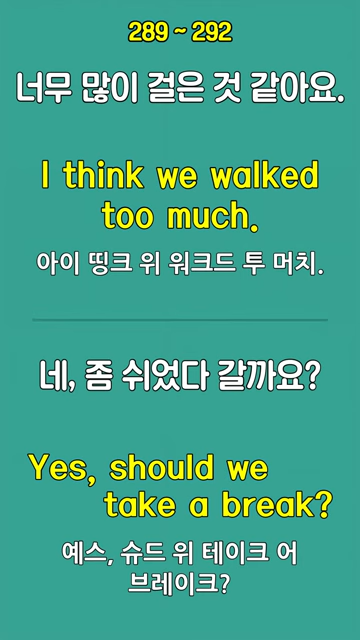 289 ~ 292
너무 많이 걸은 것 같아요.
I think we walked
too much.
아이 띵크 위 워크드 투 머치.
네, 좀 쉬었다 갈까요?
Yes, should we
take a break?
예스, 슈드 위 테이크 어
브레이크?